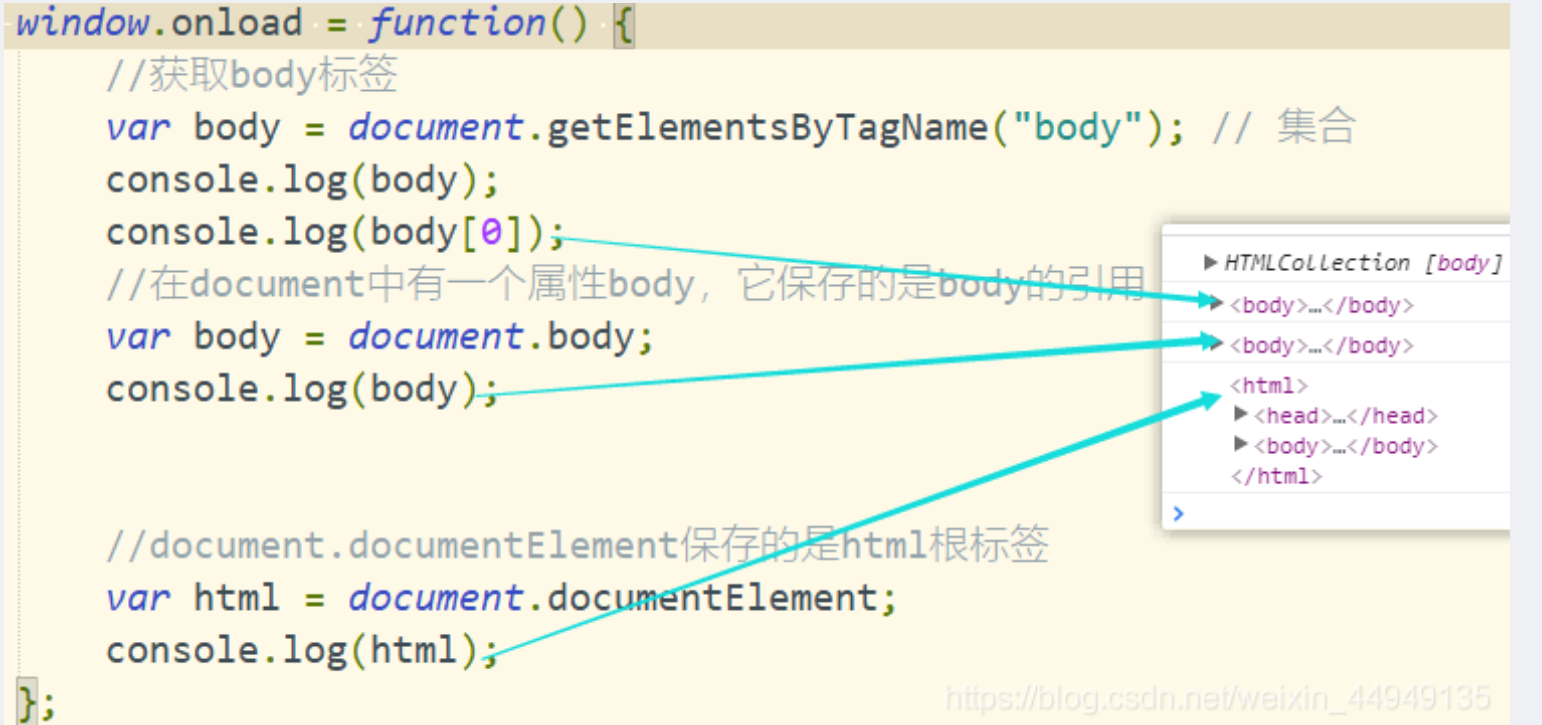 window.onload = function() {
//获取body标签
var body = document.getElementsByTagName("body"); // 集合
console.log(body);
console.log(body[0]);
//在document中有一个属性body，它保存的是body的引用
var body = document.body;
console.log(body);
//document.documentElement保存的是html根标签
var html = document.documentElement;
console.log(html);
};
▶ HTMLCollection [body]
▶ <body>…</body>
▶ <body>…</body>
<html>
▶ <head>…</head>
▶ <body>…</body>
</html>
>
https://blog.csdn.net/weixin_44949135